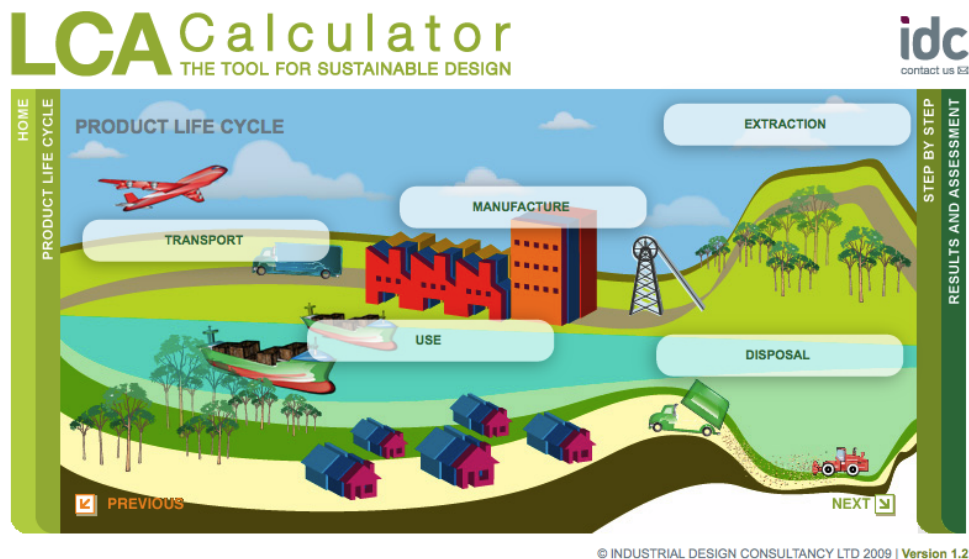 LCA Calculator
THE TOOL FOR SUSTAINABLE DESIGN
idc
contact us
HOME
PRODUCT LIFE CYCLE
PRODUCT LIFE CYCLE
EXTRACTION
MANUFACTURE
TRANSPORT
USE
DISPOSAL
STEP BY STEP
RESULTS AND ASSESSMENT
PREVIOUS
NEXT
© INDUSTRIAL DESIGN CONSULTANCY LTD 2009 | Version 1.2